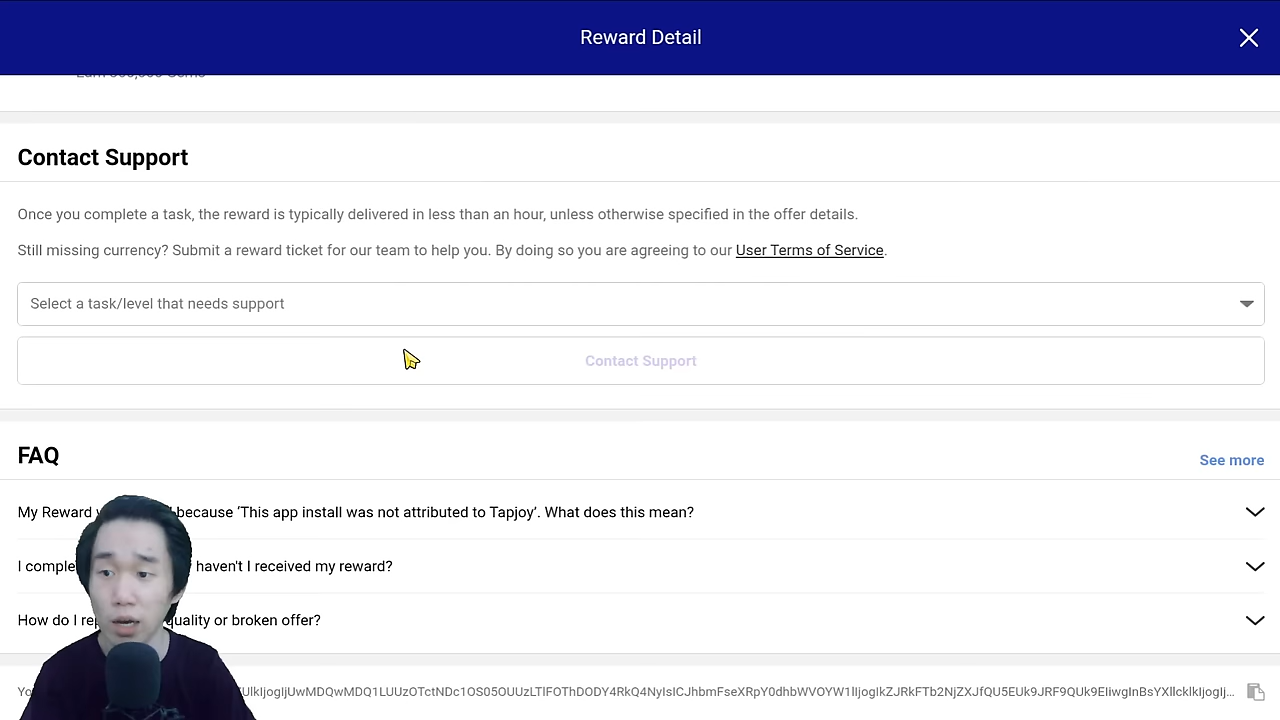 Reward Detail
Contact Support
Once you complete a task, the reward is typically delivered in less than an hour, unless otherwise specified in the offer details.
Still missing currency? Submit a reward ticket for our team to help you. By doing so you are agreeing to our User Terms of Service.
Select a task/level that needs support
Contact Support
FAQ
See more
My Reward because ‘This app install was not attributed to Tapjoy’. What does this mean?
I haven't I received my reward?
How do I or broken offer?